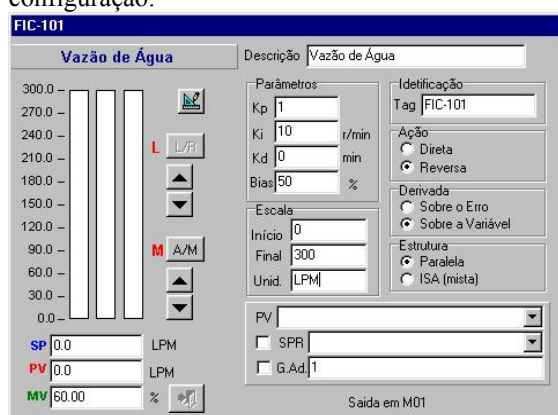 configuração.
FIC-101
Vazão de Água
Descrição Vazão de Água
300.0
270.0
240.0
210.0
180.0
150.0
120.0
90.0
60.0
30.0
0.0
L L/R
M A/M
SP 0.0 LPM
PV 0.0 LPM
MV 60.00 %
Parâmetros
Kp 1
Ki 10 r/min
Kd 0 min
Bias 50 %
Escala
Início 0
Final 300
Unid. LPM
Idetificação
Tag FIC-101
Ação
Direta
Reversa
Derivada
Sobre o Erro
Sobre a Variável
Estrutura
Paralela
ISA (mista)
PV
SPR
G.Ad. 1
Saida em M01